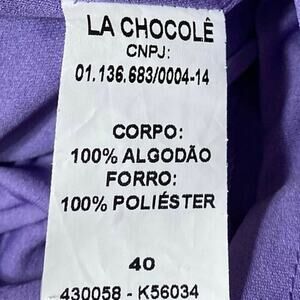 LA CHOCOLÊ
CNPJ:
01.136.683/0004-14
CORPO:
100% ALGODÃO
FORRO:
100% POLIÉSTER
40
430058 - K56034